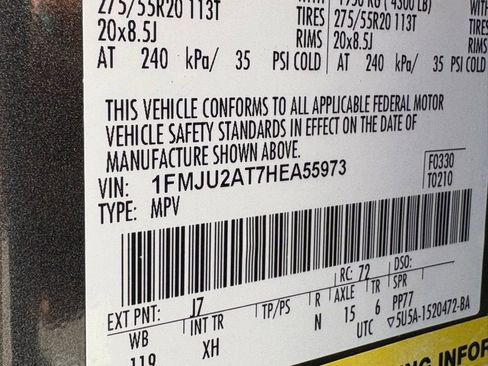 275/55R20 113T TIRES 275/55R20 113T TIRES
20x8.5J RIMS 20x8.5J RIMS
AT 240 kPa/ 35 PSI COLD AT 240 kPa/ 35 PSI COLD
THIS VEHICLE CONFORMS TO ALL APPLICABLE FEDERAL MOTOR
VEHICLE SAFETY STANDARDS IN EFFECT ON THE DATE OF
MANUFACTURE SHOWN ABOVE.
VIN: 1FMJU2AT7HEA55973 F0330
TYPE: MPV T0210
EXT PNT: J7 RC: 72 DSO:
WB INT TR TP/PS R AXLE TR SPR
119 XH N 15 6 PP77
UTC ▽5U5A-1520472-BA